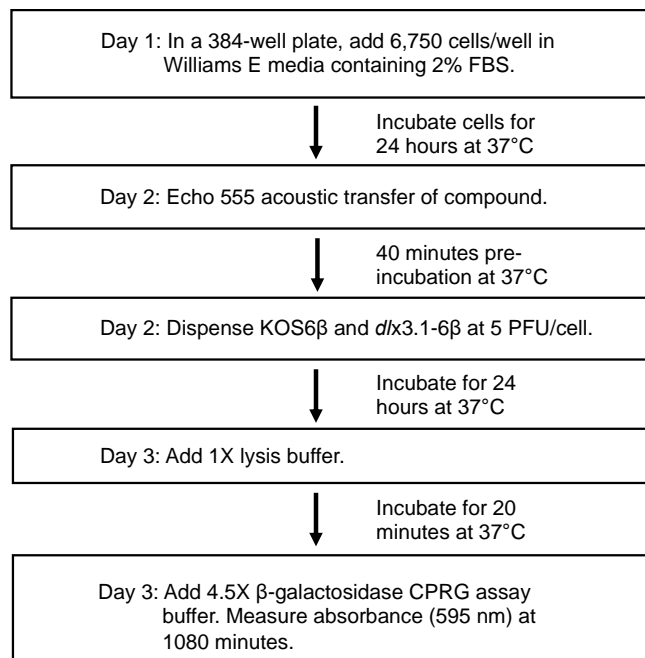 Day 1: In a 384-well plate, add 6,750 cells/well in
Williams E media containing 2% FBS.
Incubate cells for
24 hours at 37°C
Day 2: Echo 555 acoustic transfer of compound.
40 minutes pre-
incubation at 37°C
Day 2: Dispense KOS6β and dlx3.1-6β at 5 PFU/cell.
Incubate for 24
hours at 37°C
Day 3: Add 1X lysis buffer.
Incubate for 20
minutes at 37°C
Day 3: Add 4.5X β-galactosidase CPRG assay
buffer. Measure absorbance (595 nm) at
1080 minutes.